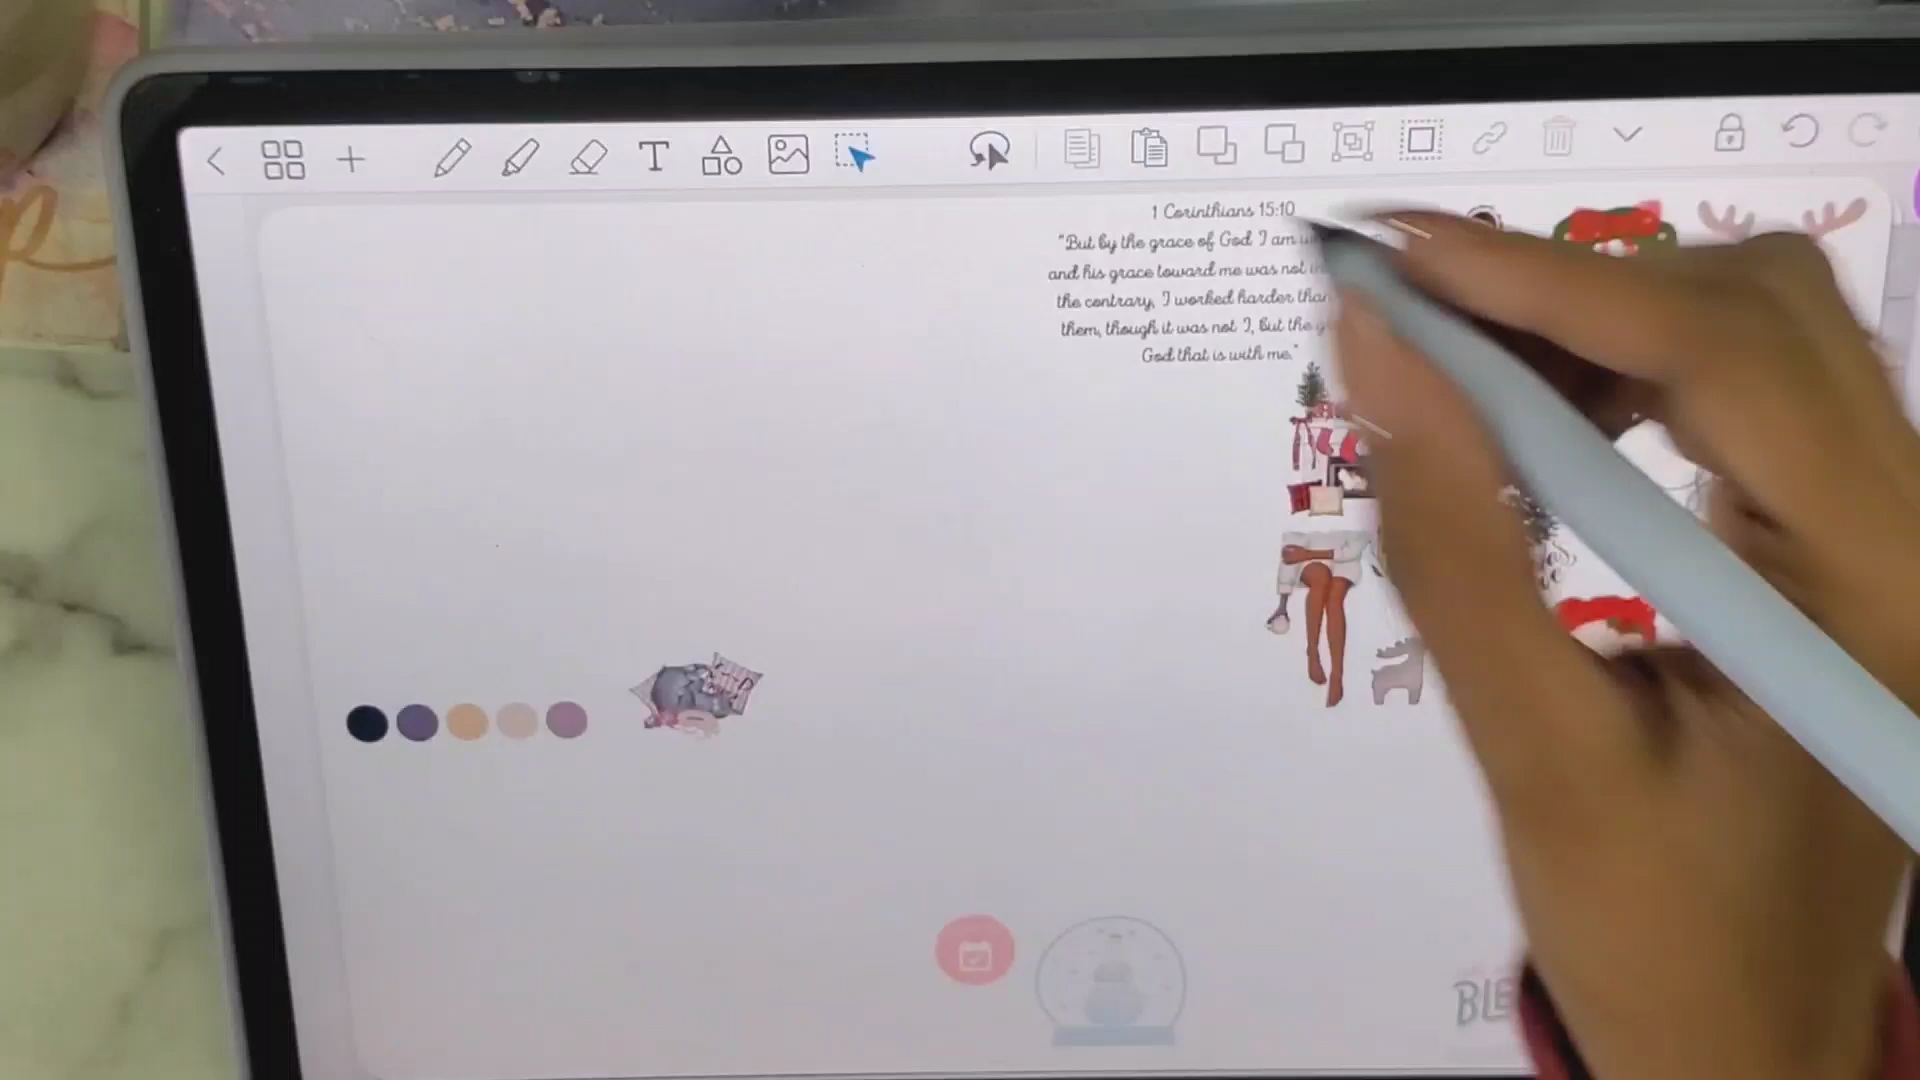 1 Corinthians 15:10
"But by the grace of God I am
and his grace toward me was not
the contrary, I worked harder than
them, though it was not I, but the
God that is with me."